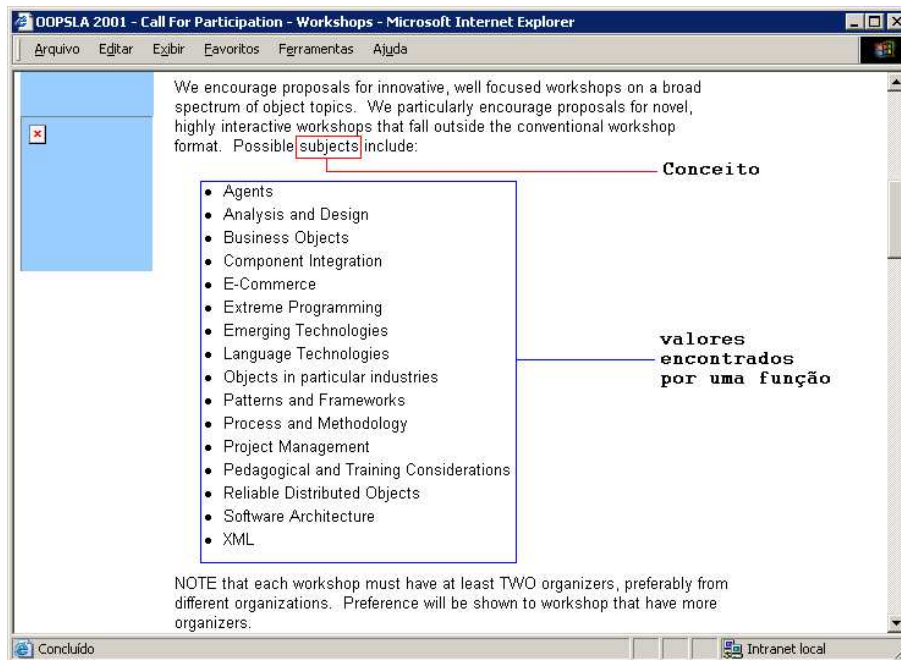 OOPSLA 2001 - Call For Participation - Workshops - Microsoft Internet Explorer
Arquivo Editar Exibir Favoritos Ferramentas Ajuda
We encourage proposals for innovative, well focused workshops on a broad
spectrum of object topics. We particularly encourage proposals for novel,
highly interactive workshops that fall outside the conventional workshop
format. Possible subjects include:
Conceito
• Agents
• Analysis and Design
• Business Objects
• Component Integration
• E-Commerce
• Extreme Programming
• Emerging Technologies
• Language Technologies
• Objects in particular industries
• Patterns and Frameworks
• Process and Methodology
• Project Management
• Pedagogical and Training Considerations
• Reliable Distributed Objects
• Software Architecture
• XML
valores
encontrados
por uma função
NOTE that each workshop must have at least TWO organizers, preferably from
different organizations. Preference will be shown to workshop that have more
organizers.
Concluído
Intranet local